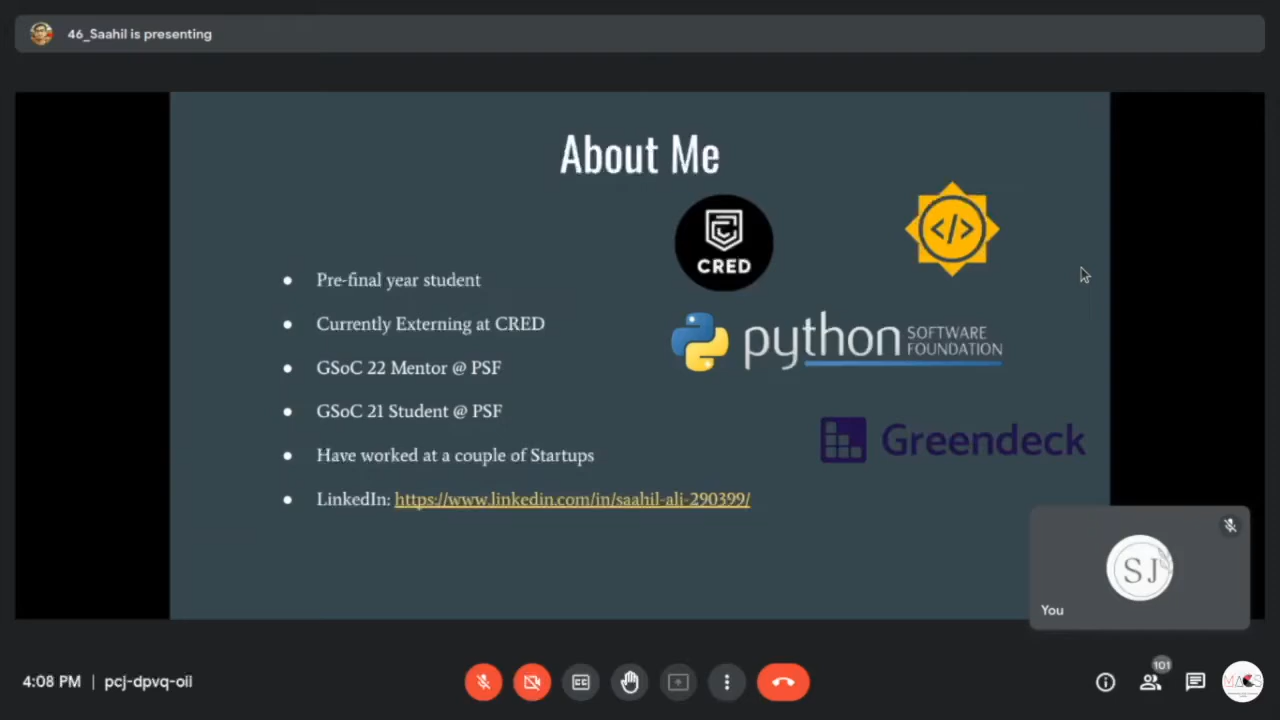 46_Saahil is presenting
About Me
CRED
</>
Pre-final year student
Currently Externing at CRED
python SOFTWARE FOUNDATION
GSoC 22 Mentor @ PSF
GSoC 21 Student @ PSF
Greendeck
Have worked at a couple of Startups
LinkedIn: https://www.linkedin.com/in/saahil-ali-290399/
SJ
You
4:08 PM | pcj-dpvq-oii
CC
101
MACS